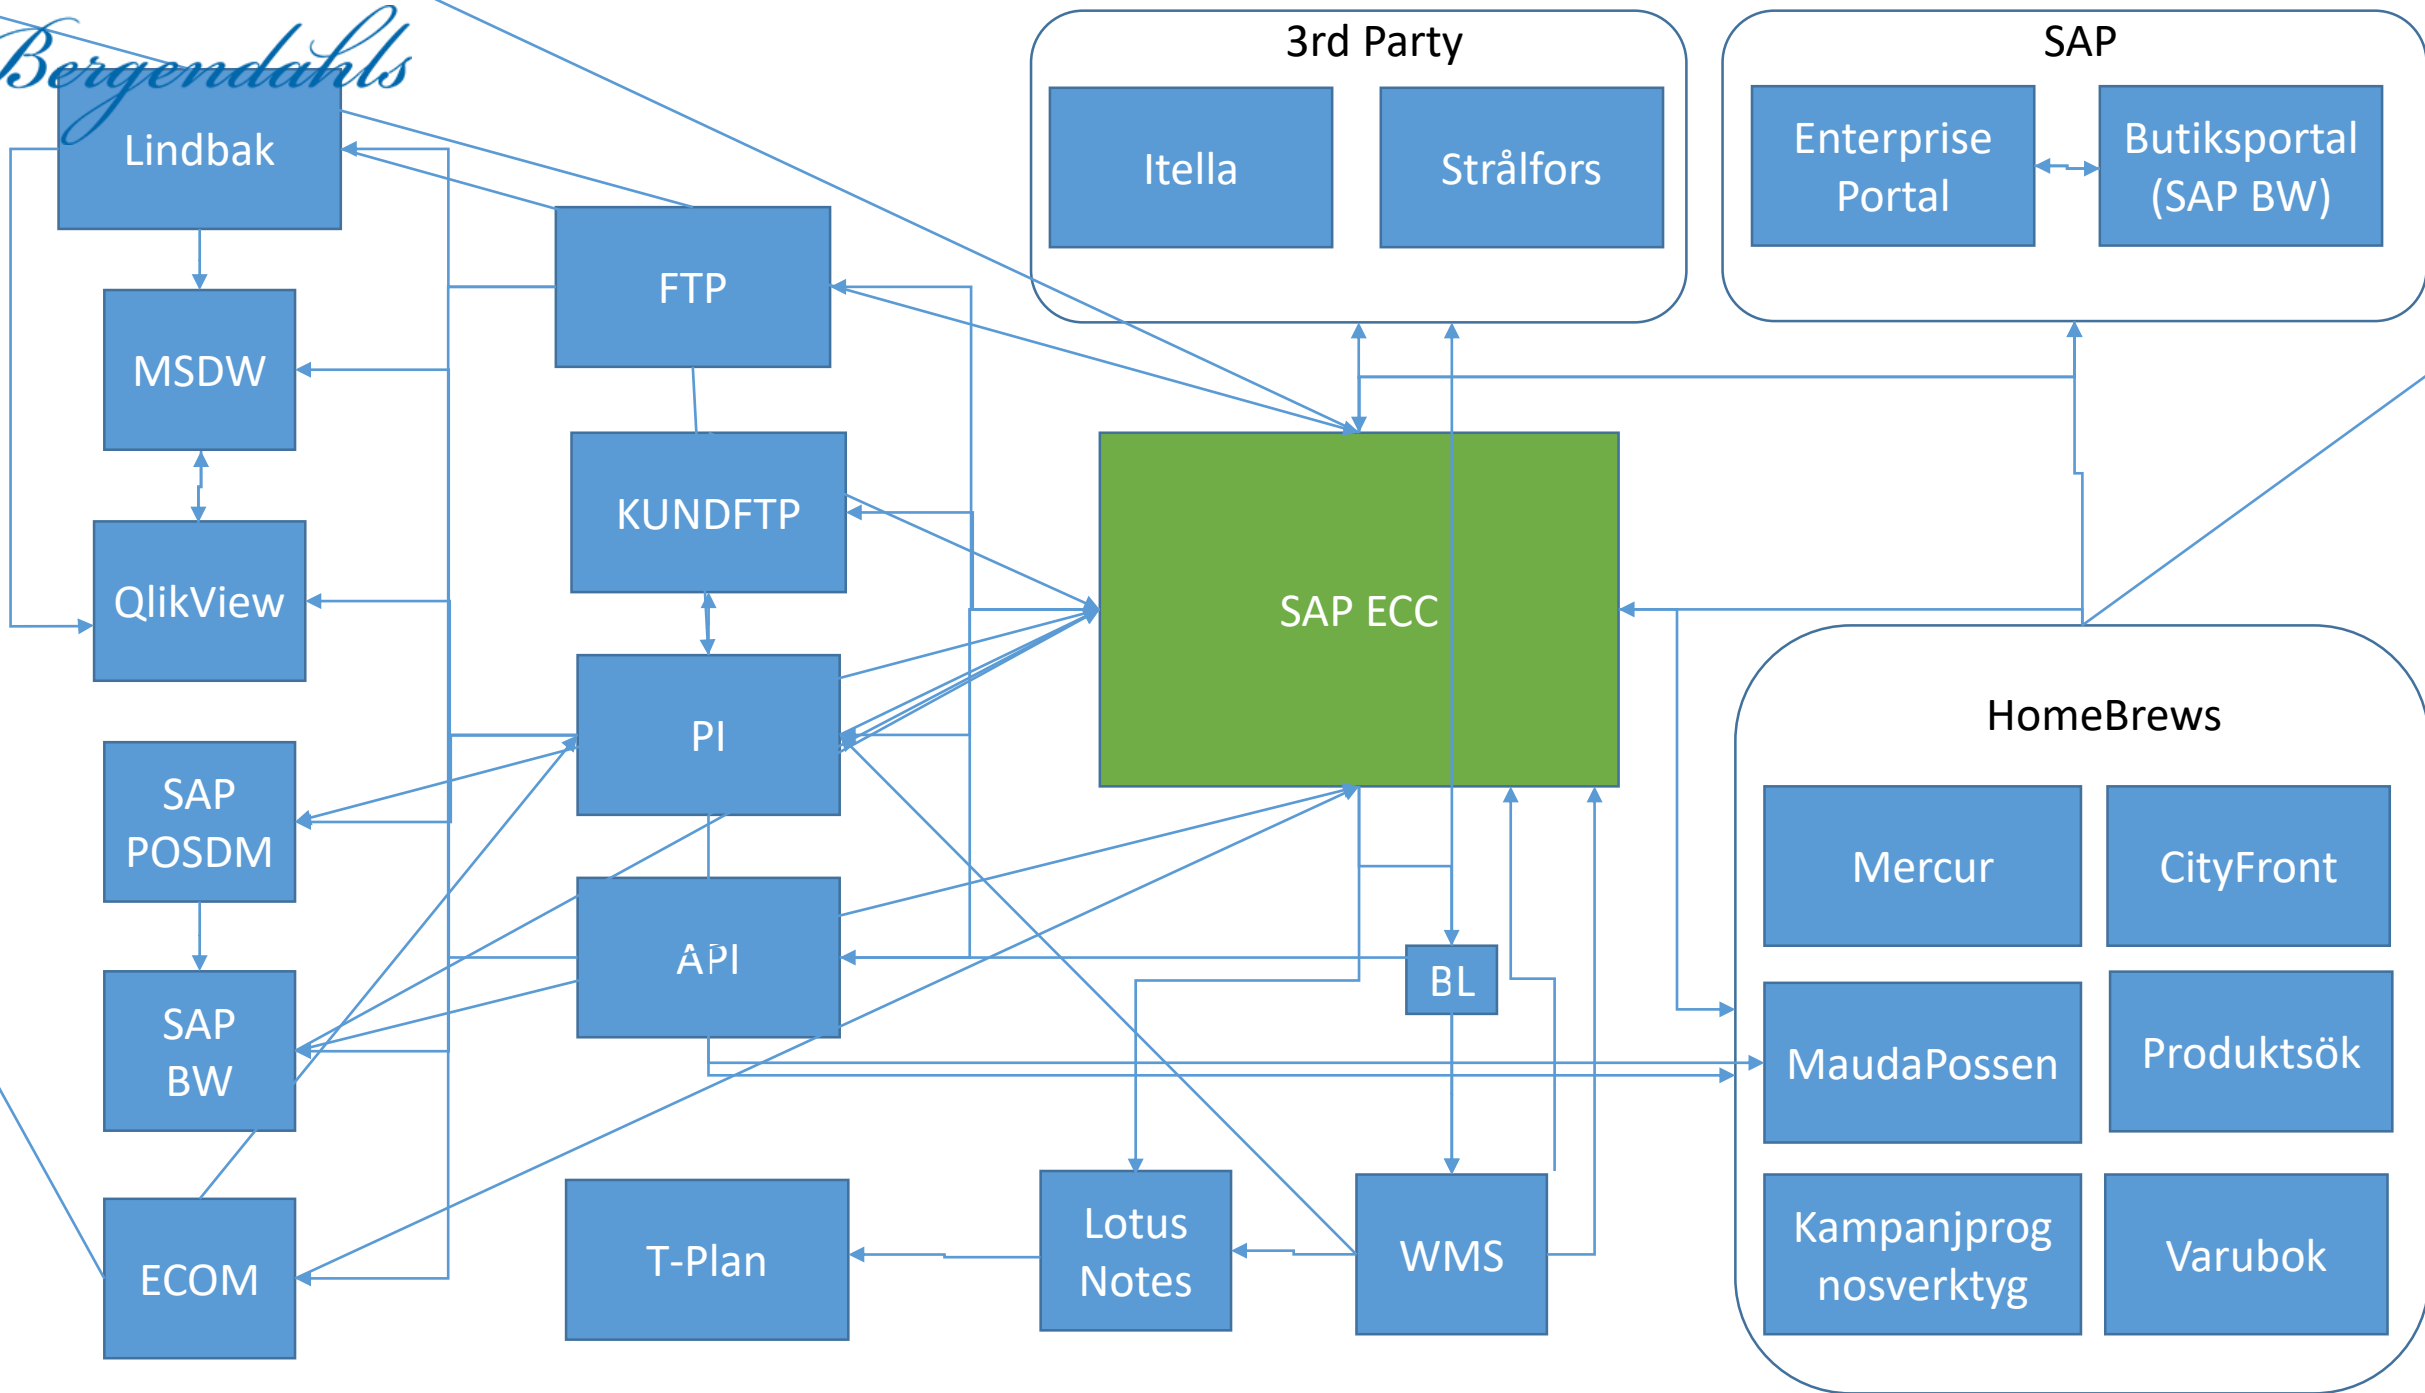 Bergendahls
3rd Party
SAP
Lindbak
Itella
Strålfors
Enterprise
Portal
Butiksportal
(SAP BW)
FTP
MSDW
KUNDFTP
QlikView
SAP ECC
PI
HomeBrews
SAP
POSDM
Mercur
CityFront
API
BL
SAP
BW
MaudaPossen
Produktsök
T-Plan
Lotus
Notes
WMS
ECOM
Kampanjprog
nosverktyg
Varubok